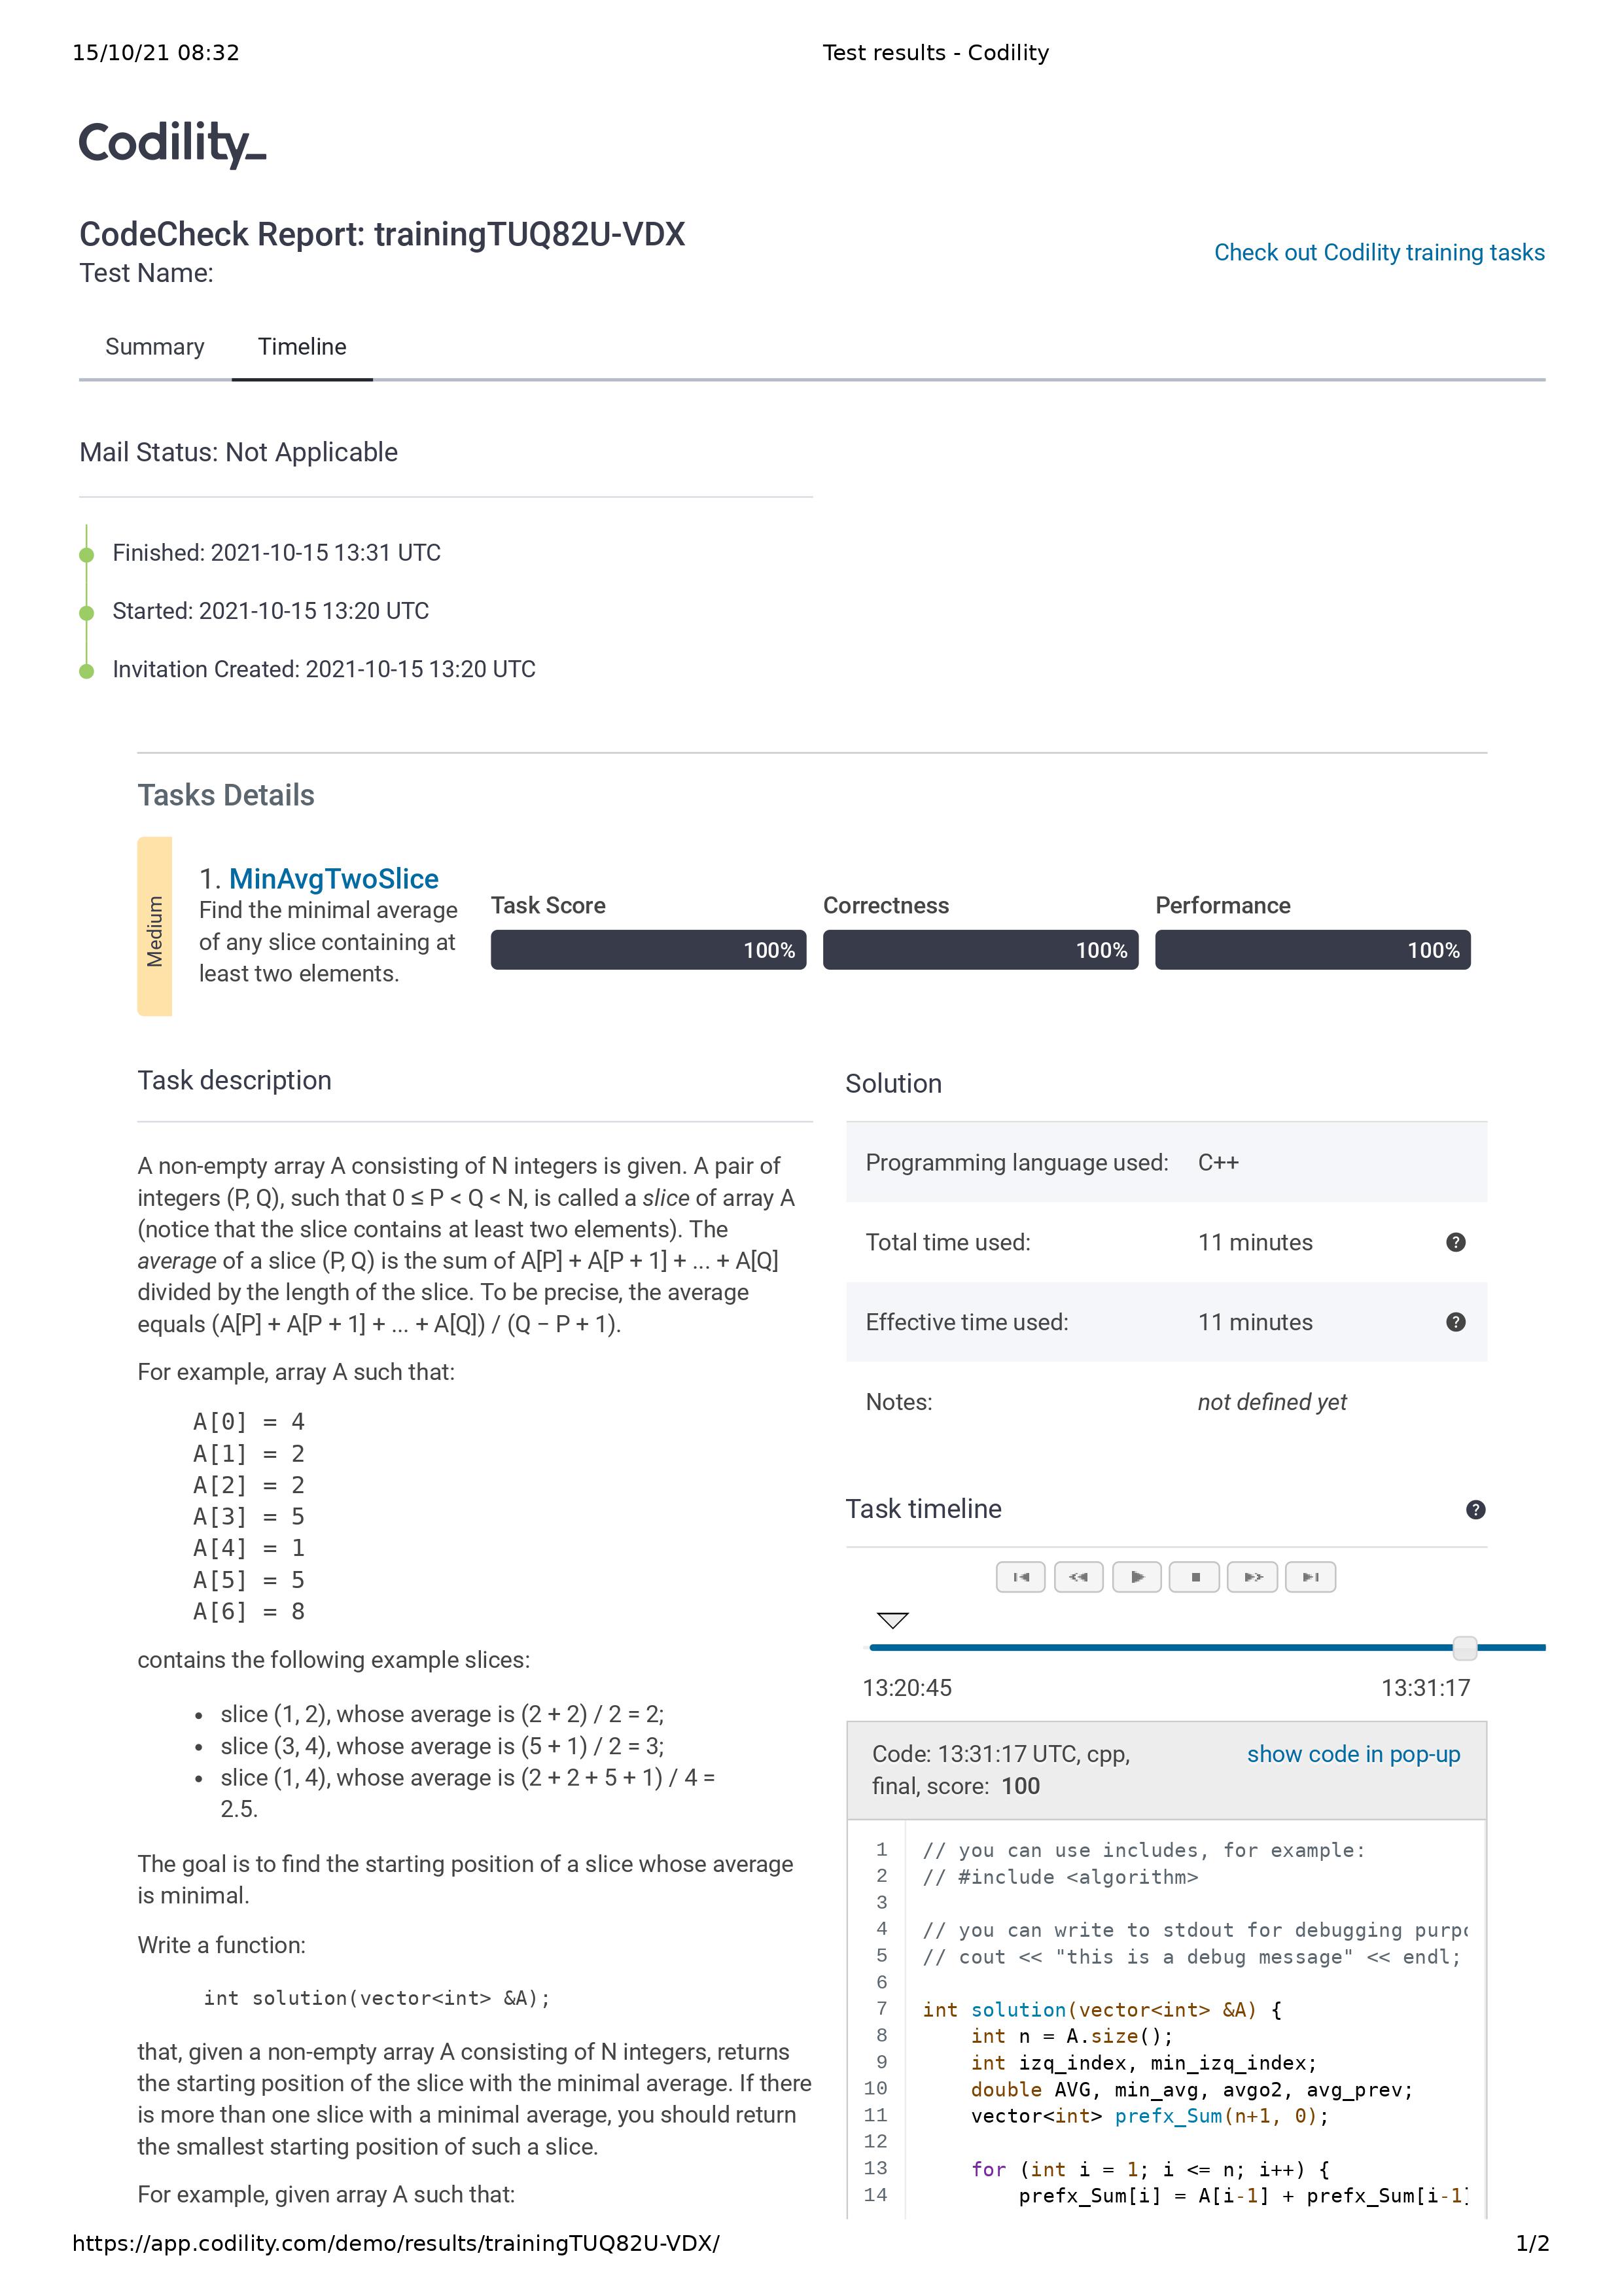 15/10/21 08:32
Test results - Codility
Codility_
CodeCheck Report: trainingTUQ82U-VDX
Test Name:
Check out Codility training tasks
Summary
Timeline
Mail Status: Not Applicable
Finished: 2021-10-15 13:31 UTC
Started: 2021-10-15 13:20 UTC
Invitation Created: 2021-10-15 13:20 UTC
Tasks Details
Medium
1. MinAvgTwoSlice
Find the minimal average
of any slice containing at
least two elements.
Task Score
100%
Correctness
100%
Performance
100%
Task description
A non-empty array A consisting of N integers is given. A pair of
integers (P, Q), such that 0 ≤ P < Q < N, is called a slice of array A
(notice that the slice contains at least two elements). The
average of a slice (P, Q) is the sum of A[P] + A[P + 1] + ... + A[Q]
divided by the length of the slice. To be precise, the average
equals (A[P] + A[P + 1] + ... + A[Q]) / (Q − P + 1).
For example, array A such that:
A[0] = 4
A[1] = 2
A[2] = 2
A[3] = 5
A[4] = 1
A[5] = 5
A[6] = 8
contains the following example slices:
• slice (1, 2), whose average is (2 + 2) / 2 = 2;
• slice (3, 4), whose average is (5 + 1) / 2 = 3;
• slice (1, 4), whose average is (2 + 2 + 5 + 1) / 4 =
2.5.
The goal is to find the starting position of a slice whose average
is minimal.
Write a function:
int solution(vector<int> &A);
that, given a non-empty array A consisting of N integers, returns
the starting position of the slice with the minimal average. If there
is more than one slice with a minimal average, you should return
the smallest starting position of such a slice.
For example, given array A such that:
Solution
Programming language used: C++
Total time used: 11 minutes ?
Effective time used: 11 minutes ?
Notes: not defined yet
Task timeline ?
13:20:45
13:31:17
Code: 13:31:17 UTC, cpp,
final, score: 100
show code in pop-up
1 // you can use includes, for example:
2 // #include <algorithm>
3
4 // you can write to stdout for debugging purpo
5 // cout << "this is a debug message" << endl;
6
7 int solution(vector<int> &A) {
8 int n = A.size();
9 int izq_index, min_izq_index;
10 double AVG, min_avg, avgo2, avg_prev;
11 vector<int> prefx_Sum(n+1, 0);
12
13 for (int i = 1; i <= n; i++) {
14 prefx_Sum[i] = A[i-1] + prefx_Sum[i-1]
https://app.codility.com/demo/results/trainingTUQ82U-VDX/
1/2